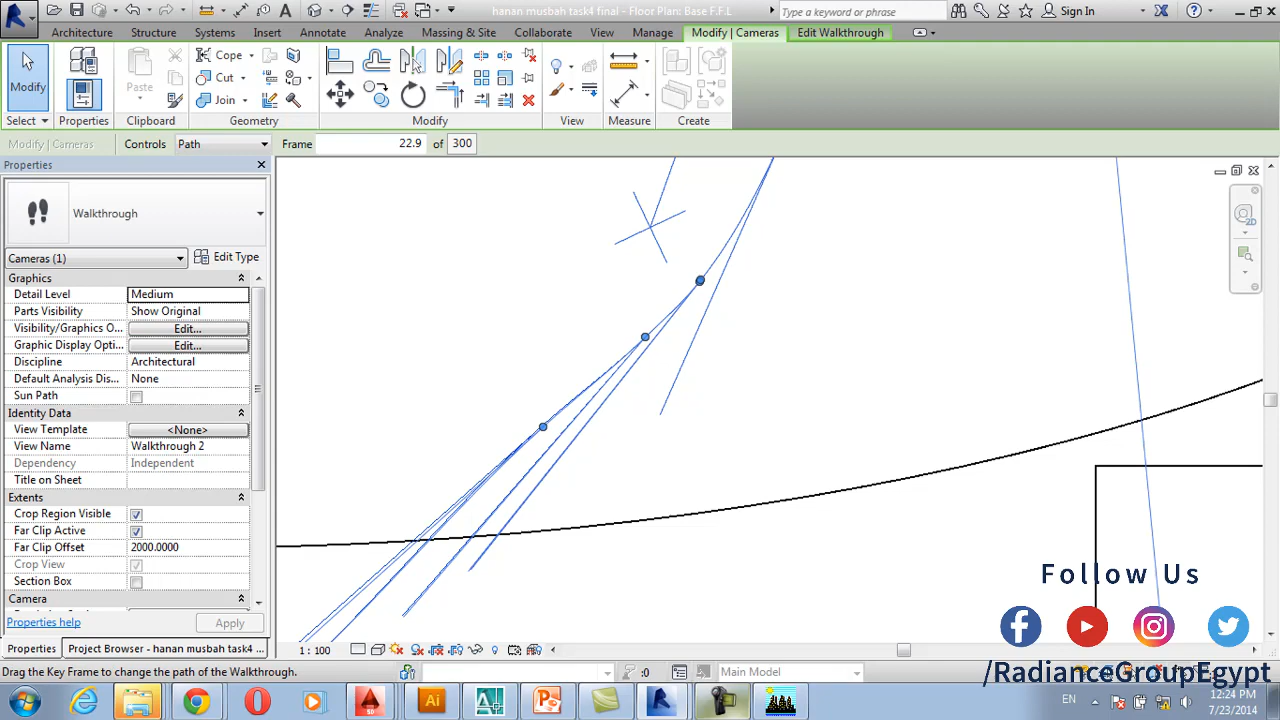 hanan musbah task4 final - Floor Plan: Base F.F.L
Type a keyword or phrase
Sign In
Architecture Structure Systems Insert Annotate Analyze Massing & Site Collaborate View Manage Modify | Cameras Edit Walkthrough
Modify
Paste
Cope
Cut
Join
Select Properties Clipboard Geometry Modify View Measure Create
Modify | Cameras Controls Path Frame 22.9 of 300
Properties
Walkthrough
Cameras (1) Edit Type
Graphics
Detail Level Medium
Parts Visibility Show Original
Visibility/Graphics O... Edit...
Graphic Display Opti... Edit...
Discipline Architectural
Default Analysis Dis... None
Sun Path
Identity Data
View Template <None>
View Name Walkthrough 2
Dependency Independent
Title on Sheet
Extents
Crop Region Visible
Far Clip Active
Far Clip Offset 2000.0000
Crop View
Section Box
Camera
Properties help Apply
Properties Project Browser - hanan musbah task4 ...
1 : 100
Drag the Key Frame to change the path of the Walkthrough.
:0
Main Model
2D
Follow Us
/RadianceGroupEgypt
EN
12:24 PM
7/23/2014